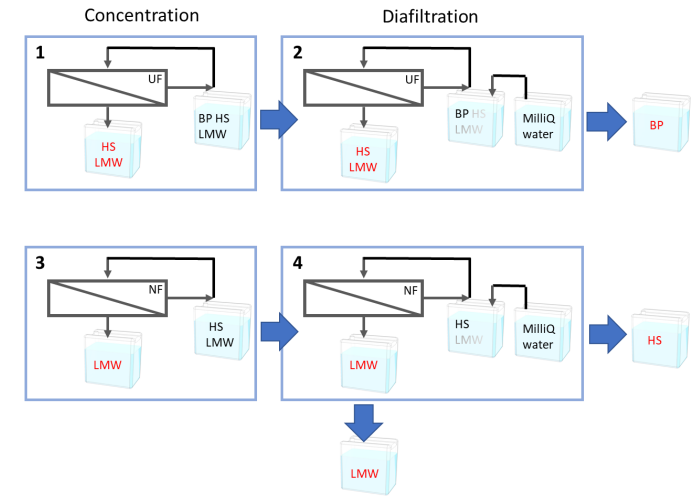 Concentration
Diafiltration
1
UF
BP HS
LMW
HS
LMW
2
UF
BP HS
LMW
MilliQ
water
HS
LMW
BP
3
NF
HS
LMW
LMW
4
NF
HS
LMW
MilliQ
water
LMW
HS
LMW